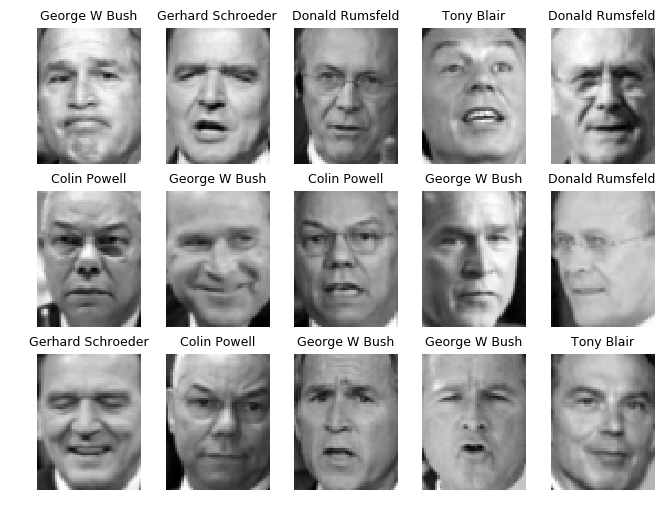 George W Bush Gerhard Schroeder Donald Rumsfeld Tony Blair Donald Rumsfeld
Colin Powell George W Bush Colin Powell George W Bush Donald Rumsfeld
Gerhard Schroeder Colin Powell George W Bush George W Bush Tony Blair